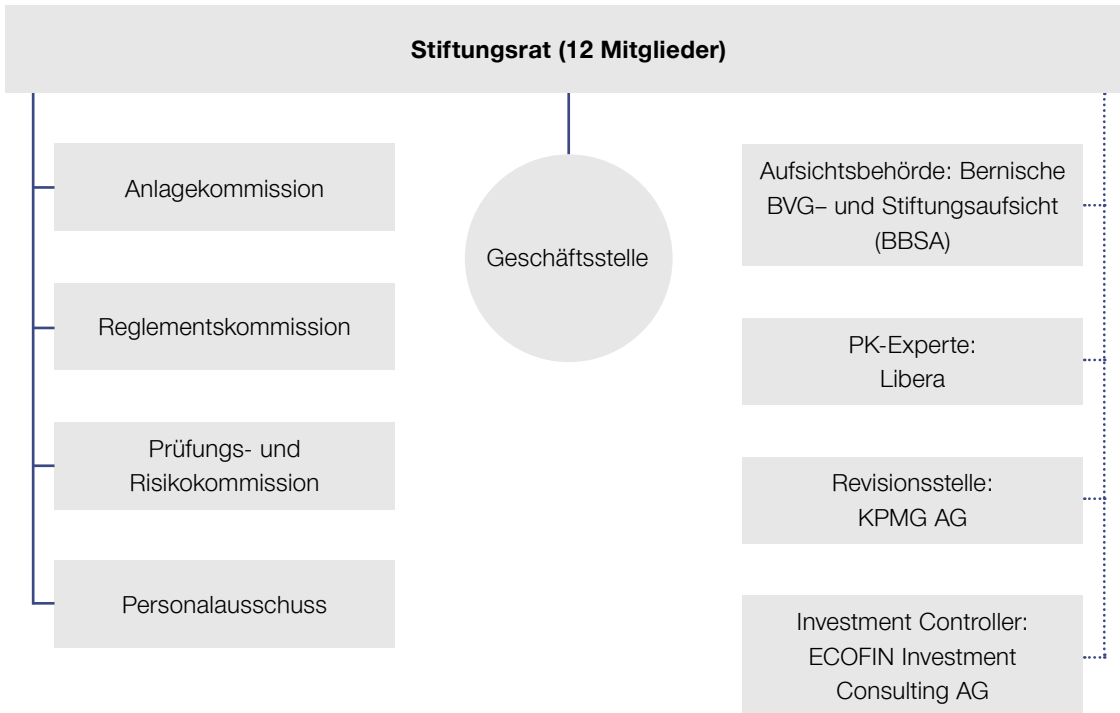 Stiftungsrat (12 Mitglieder)
Anlagekommission
Reglementskommission
Prüfungs- und
Risikokommission
Personalausschuss
Geschäftsstelle
Aufsichtsbehörde: Bernische
BVG– und Stiftungsaufsicht
(BBSA)
PK-Experte:
Libera
Revisionsstelle:
KPMG AG
Investment Controller:
ECOFIN Investment
Consulting AG